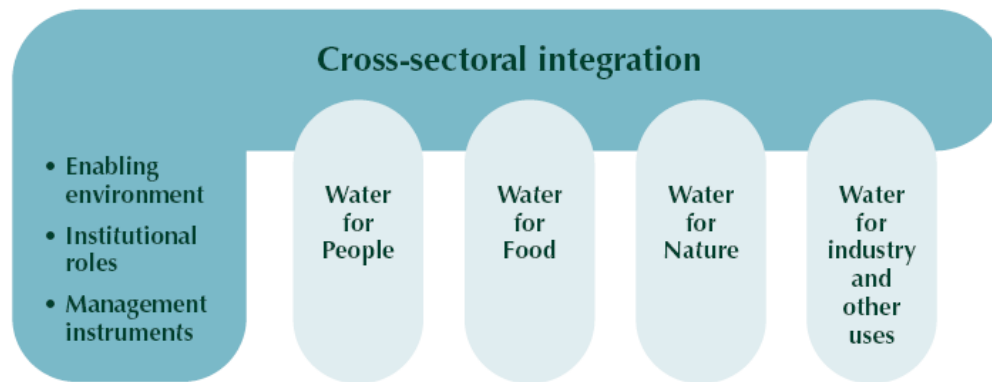 Cross-sectoral integration
• Enabling
environment
• Institutional
roles
• Management
instruments
Water
for
People
Water
for
Food
Water
for
Nature
Water
for
industry
and
other
uses